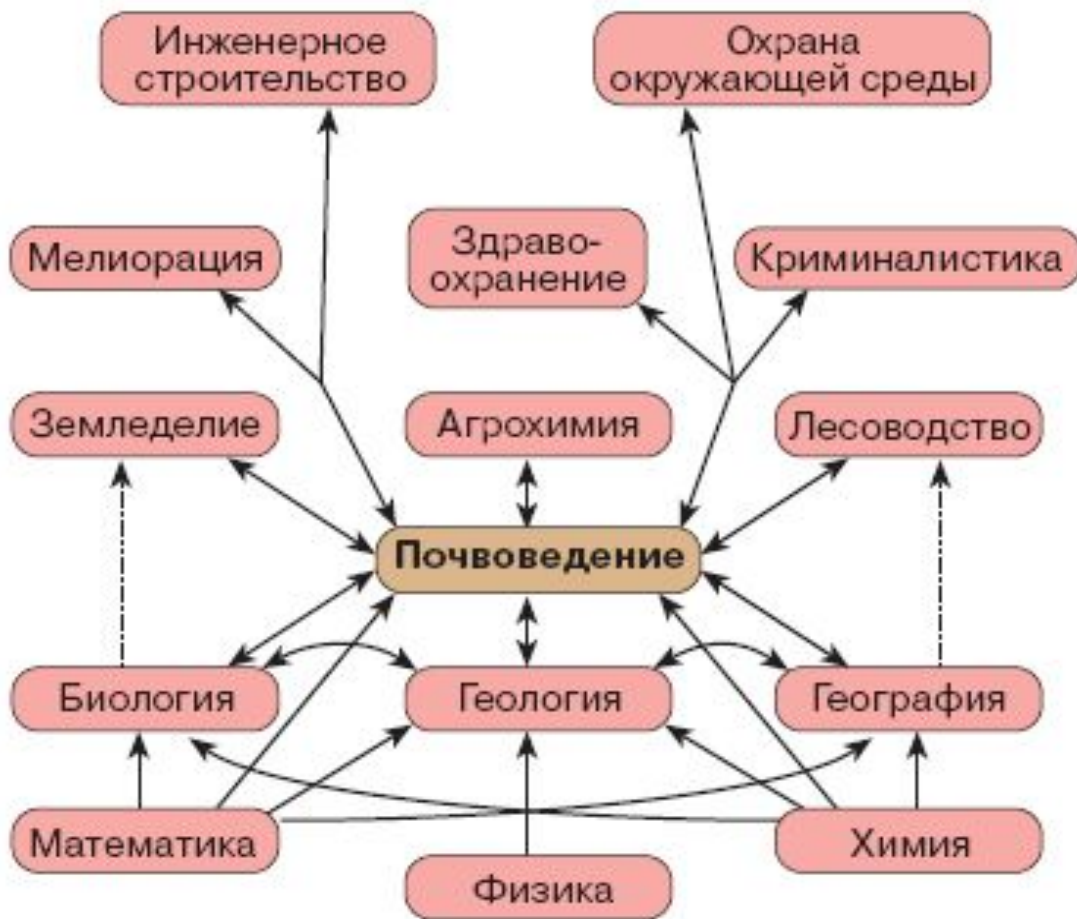 Инженерное
строительство
Охрана
окружающей среды
Мелиорация
Здраво-
охранение
Криминалистика
Земледелие
Агрохимия
Лесоводство
Почвоведение
Биология
Геология
География
Математика
Физика
Химия